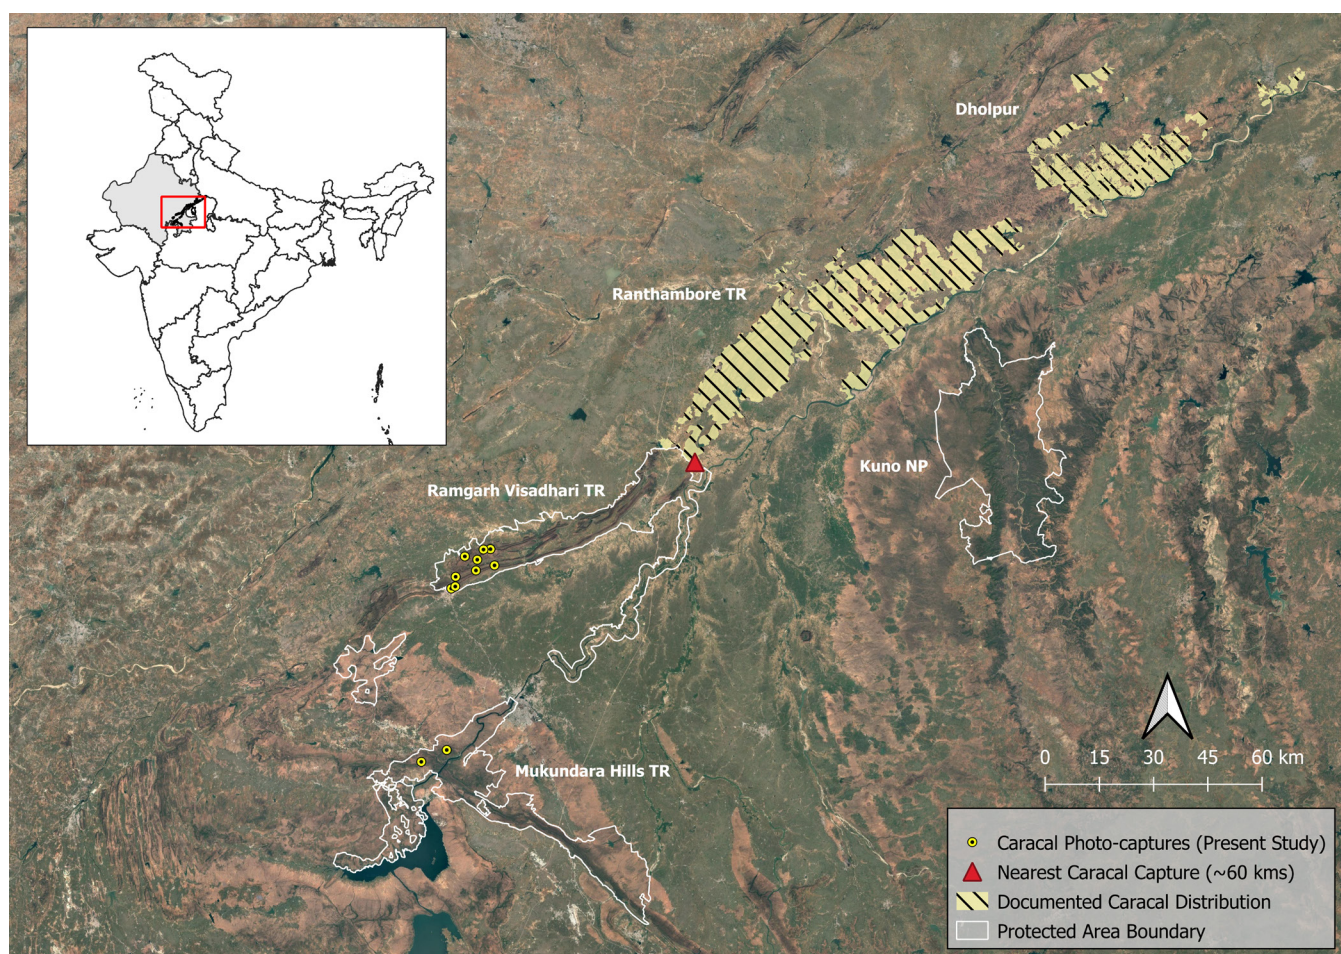 Dholpur
Ranthambore TR
Kuno NP
Ramgarh Visadhari TR
Mukundara Hills TR
0 15 30 45 60 km
Caracal Photo-captures (Present Study)
Nearest Caracal Capture (~60 kms)
Documented Caracal Distribution
Protected Area Boundary